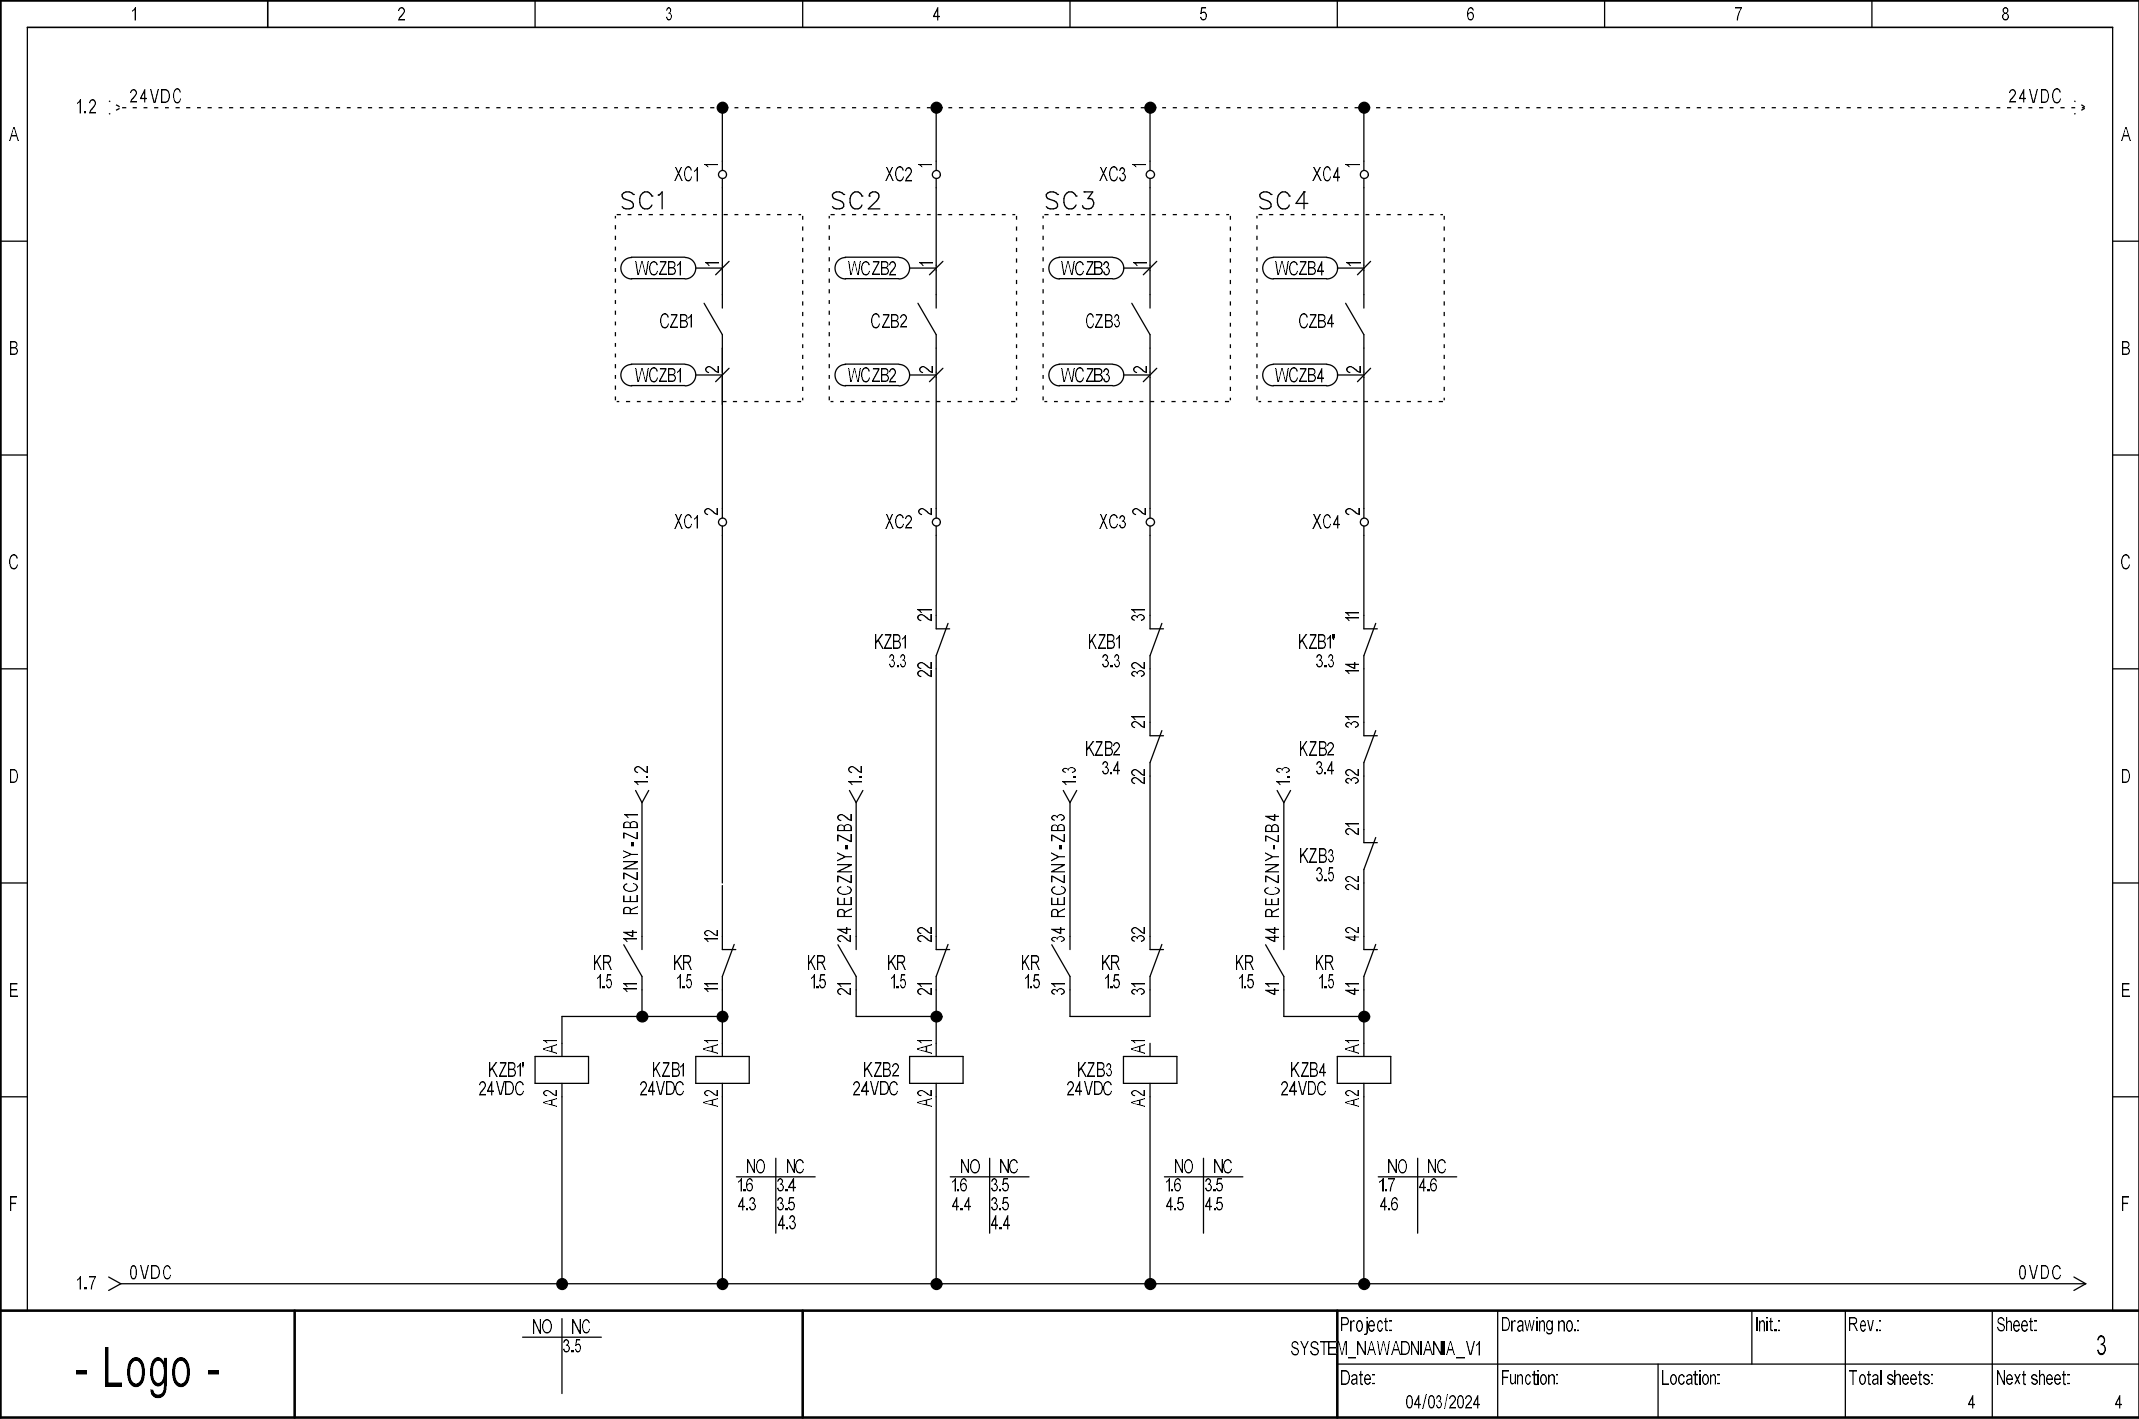 1 2 3 4 5 6 7 8
1.2 24VDC 24VDC
A A
XC1 1 XC2 1 XC3 1 XC4 1
SC1 SC2 SC3 SC4
WCZB1 1 WCZB2 1 WCZB3 1 WCZB4 1
CZB1 CZB2 CZB3 CZB4
B B
WCZB1 2 WCZB2 2 WCZB3 2 WCZB4 2
XC1 2 XC2 2 XC3 2 XC4 2
C C
21 31 11
KZB1 KZB1 KZB1'
3.3 3.3 3.3
22 32 14
21 31
KZB2 KZB2
3.4 3.4
22 32
D D
1.2 1.2 1.3 1.3
RECZNY-ZB1 RECZNY-ZB2 RECZNY-ZB3 RECZNY-ZB4
21
KZB3
3.5
22
14 12 24 22 34 32 44 42
KR KR KR KR KR KR KR KR
1.5 1.5 1.5 1.5 1.5 1.5 1.5 1.5
11 11 21 21 31 31 41 41
E E
A1 A1 A1 A1 A1
KZB1' KZB1 KZB2 KZB3 KZB4
24VDC 24VDC 24VDC 24VDC 24VDC
A2 A2 A2 A2 A2
NO NC NO NC NO NC NO NC
1.6 3.4 1.6 3.5 1.6 3.5 1.7 4.6
4.3 3.5 4.4 3.5 4.5 4.5 4.6
4.3 4.4
F F
1.7 0VDC 0VDC
- Logo -
NO NC
3.5
Project:
SYSTEM_NAWADNIANIA_V1
Drawing no.:
Init.:
Rev.:
Sheet:
3
Date:
04/03/2024
Function:
Location:
Total sheets:
4
Next sheet:
4